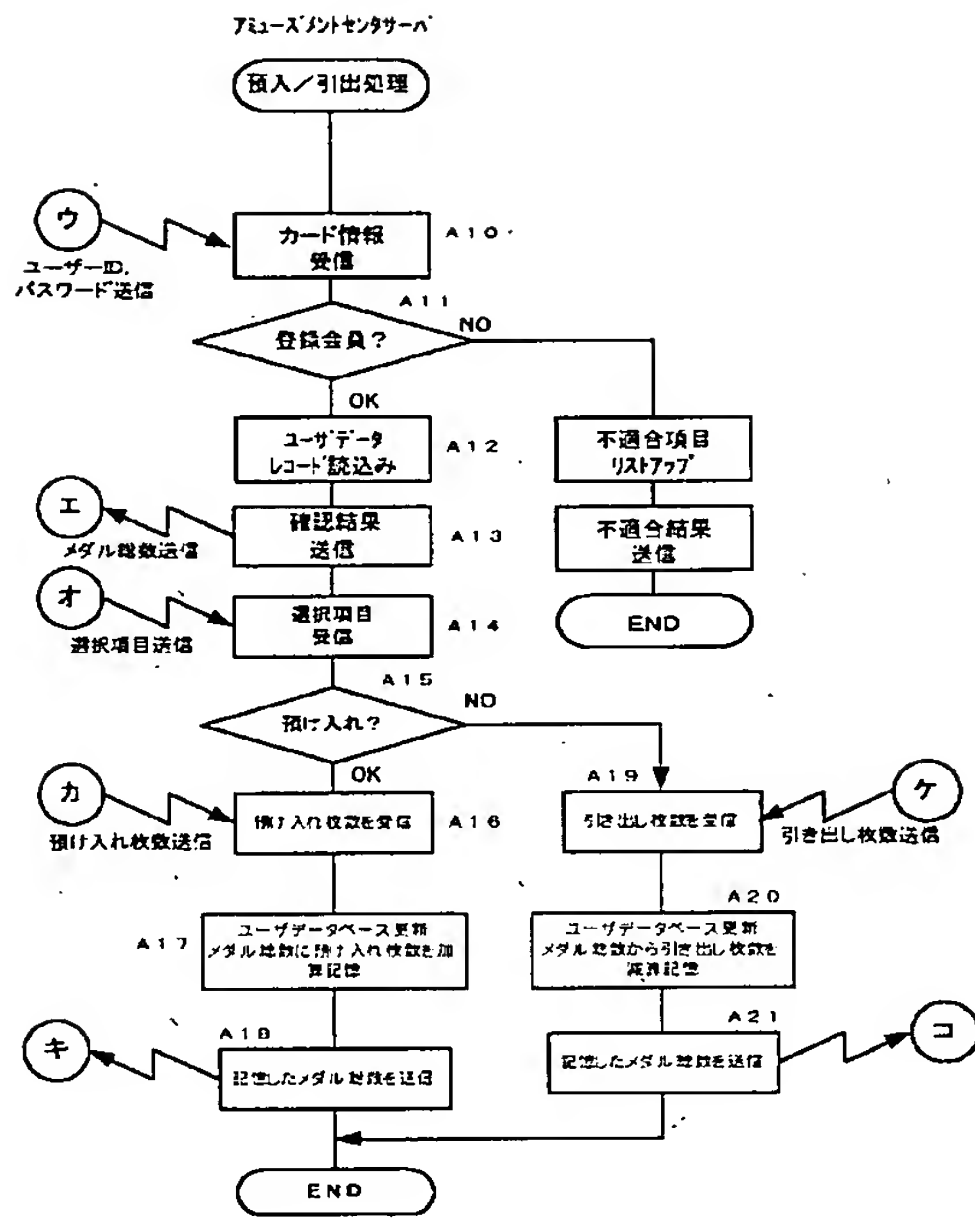 アミューズメントセンタサーバ
預入／引出処理
ウ
ユーザーID,
パスワード送信
カード情報
受信
A10
A11
登録会員？
NO
OK
ユーザデータ
レコード読込み
A12
不適合項目
リストアップ
エ
メダル総数送信
確認結果
送信
A13
不適合結果
送信
オ
選択項目送信
選択項目
受信
A14
END
A15
預け入れ？
NO
OK
カ
預け入れ枚数送信
預け入れ枚数を受信
A16
A19
引き出し枚数を受信
ケ
引き出し枚数送信
A17
ユーザデータベース更新
メダル総数に預け入れ枚数を加
算記憶
A20
ユーザデータベース更新
メダル総数から引き出し枚数を
減算記憶
キ
A18
記憶したメダル総数を送信
A21
記憶したメダル総数を送信
コ
END